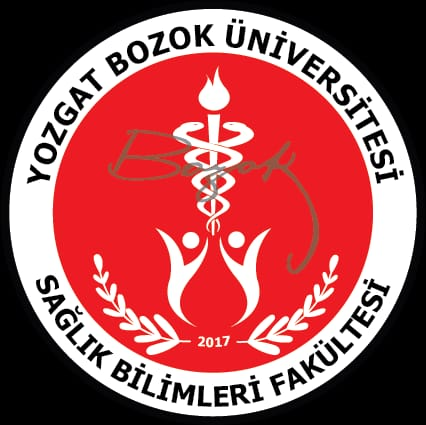 YOZGAT BOZOK ÜNİVERSİTESİ
Bozok
2017
SAĞLIK BİLİMLERİ FAKÜLTESİ